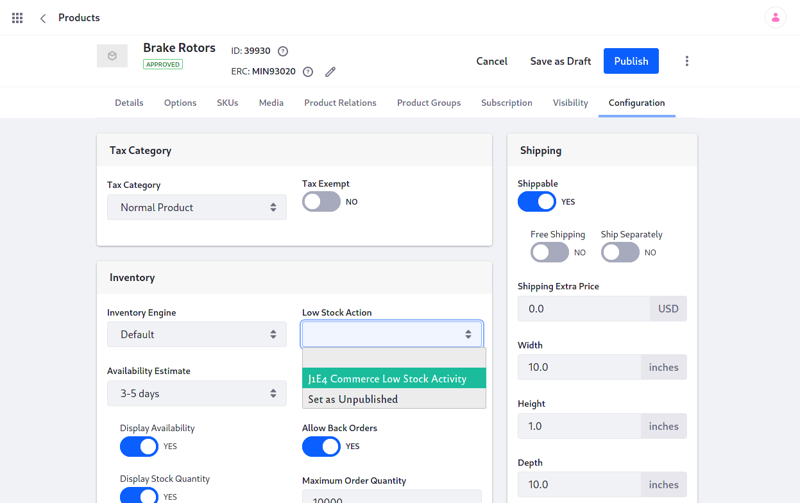 Products
Brake Rotors
APPROVED
ID: 39930
ERC: MIN93020
Cancel
Save as Draft
Publish
Details
Options
SKUs
Media
Product Relations
Product Groups
Subscription
Visibility
Configuration
Tax Category
Tax Category
Normal Product
Tax Exempt
NO
Inventory
Inventory Engine
Default
Low Stock Action
J1E4 Commerce Low Stock Activity
Set as Unpublished
Availability Estimate
3-5 days
Display Availability
YES
Allow Back Orders
YES
Display Stock Quantity
YES
Maximum Order Quantity
10000
Shipping
Shippable
YES
Free Shipping
NO
Ship Separately
NO
Shipping Extra Price
0.0 USD
Width
10.0 inches
Height
1.0 inches
Depth
10.0 inches